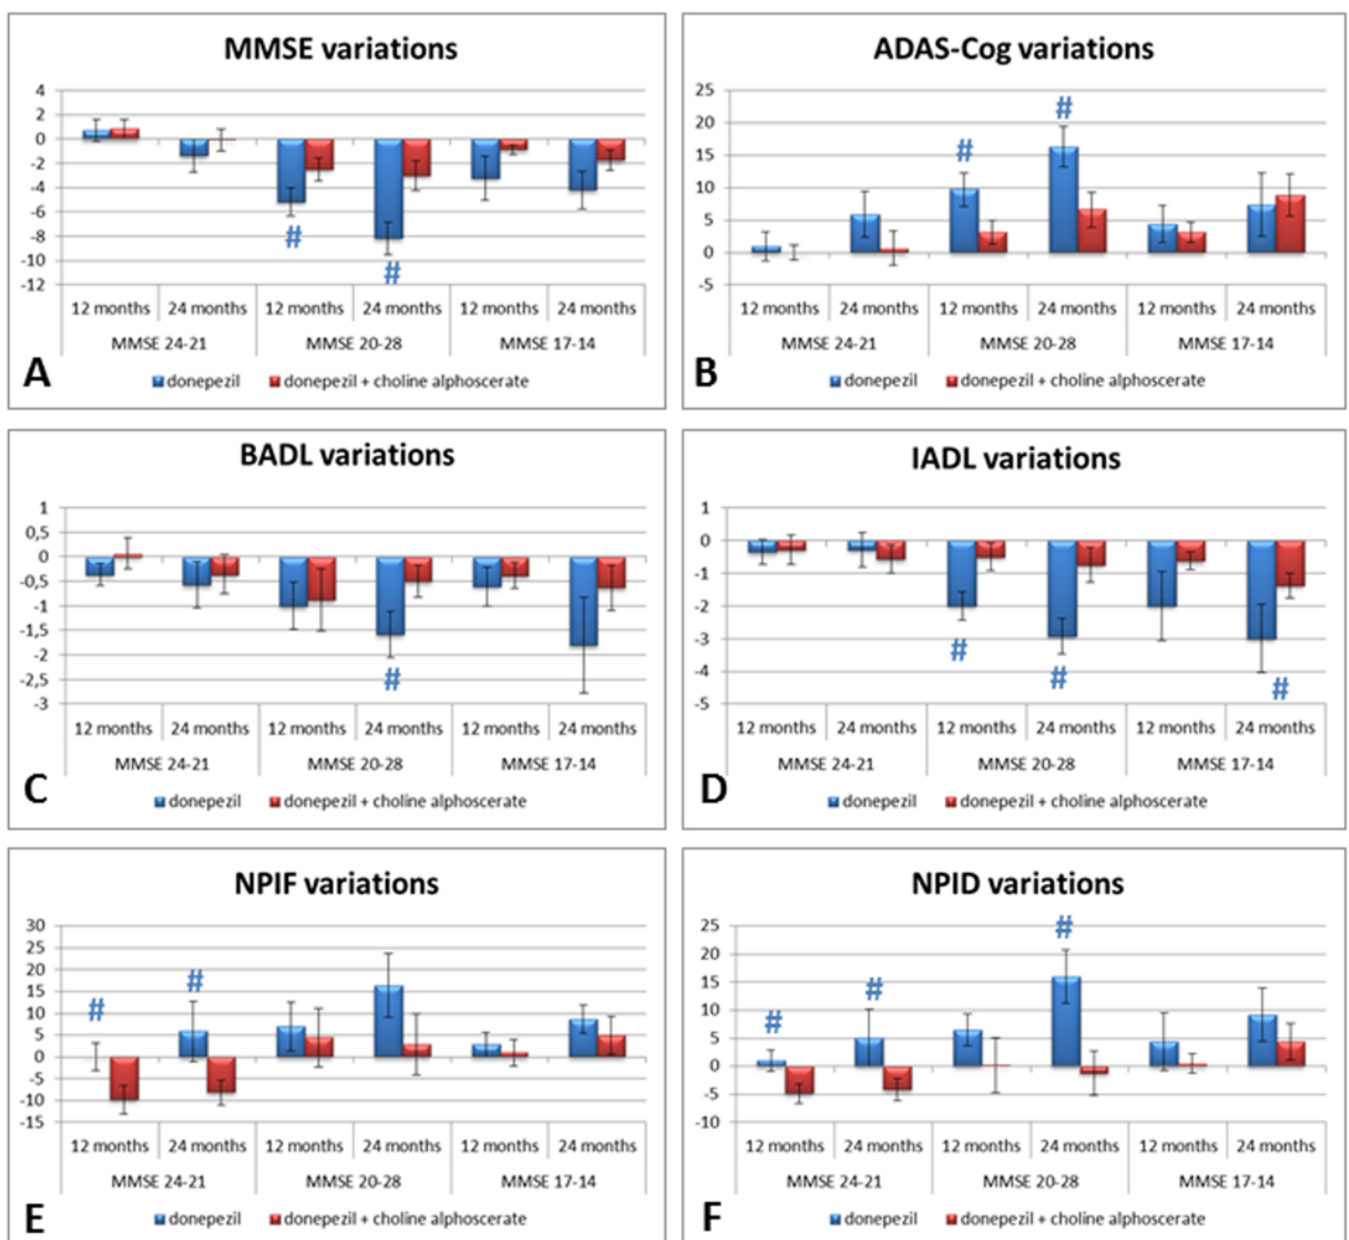 MMSE variations
4
2
0
-2
-4
-6
-8
-10
-12
#
#
12 months 24 months 12 months 24 months 12 months 24 months
MMSE 24-21 MMSE 20-28 MMSE 17-14
A
donepezil donepezil + choline alphoscerate
ADAS-Cog variations
25
20
15
10
5
0
-5
#
#
12 months 24 months 12 months 24 months 12 months 24 months
MMSE 24-21 MMSE 20-28 MMSE 17-14
B
donepezil donepezil + choline alphoscerate
BADL variations
1
0,5
0
-0,5
-1
-1,5
-2
-2,5
-3
#
12 months 24 months 12 months 24 months 12 months 24 months
MMSE 24-21 MMSE 20-28 MMSE 17-14
C
donepezil donepezil + choline alphoscerate
IADL variations
1
0
-1
-2
-3
-4
-5
#
#
#
12 months 24 months 12 months 24 months 12 months 24 months
MMSE 24-21 MMSE 20-28 MMSE 17-14
D
donepezil donepezil + choline alphoscerate
NPIF variations
30
25
20
15
10
5
0
-5
-10
-15
#
#
12 months 24 months 12 months 24 months 12 months 24 months
MMSE 24-21 MMSE 20-28 MMSE 17-14
E
donepezil donepezil + choline alphoscerate
NPID variations
25
20
15
10
5
0
-5
-10
#
#
#
12 months 24 months 12 months 24 months 12 months 24 months
MMSE 24-21 MMSE 20-28 MMSE 17-14
F
donepezil donepezil + choline alphoscerate